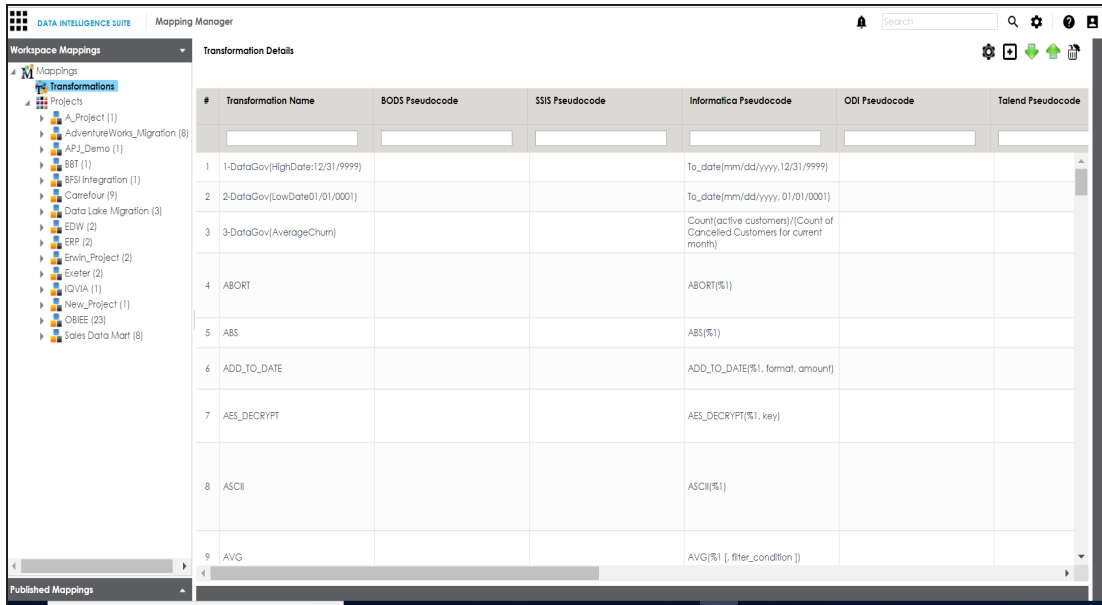 DATA INTELLIGENCE SUITE Mapping Manager Search
Workspace Mappings
Mappings
Transformations
Projects
A_Project (1)
AdventureWorks_Migration (8)
APJ_Demo (1)
BBT (1)
BFSI Integration (1)
Carrefour (9)
Data Lake Migration (3)
EDW (2)
ERP (2)
Erwin_Project (2)
Exeter (2)
IQVIA (1)
New_Project (1)
OBIEE (23)
Sales Data Mart (8)
Published Mappings
Transformation Details
# Transformation Name BODS Pseudocode SSIS Pseudocode Informatica Pseudocode ODI Pseudocode Talend Pseudocode
1 1-DataGov(HighDate:12/31/9999) To_date(mm/dd/yyyy,12/31/9999)
2 2-DataGov(LowDate01/01/0001) To_date(mm/dd/yyyy, 01/01/0001)
3 3-DataGov(AverageChurn) Count(active customers)/(Count of
Cancelled Customers for current
month)
4 ABORT ABORT(%1)
5 ABS ABS(%1)
6 ADD_TO_DATE ADD_TO_DATE(%1, format, amount)
7 AES_DECRYPT AES_DECRYPT(%1, key)
8 ASCII ASCII(%1)
9 AVG AVG(%1 [, filter_condition ])